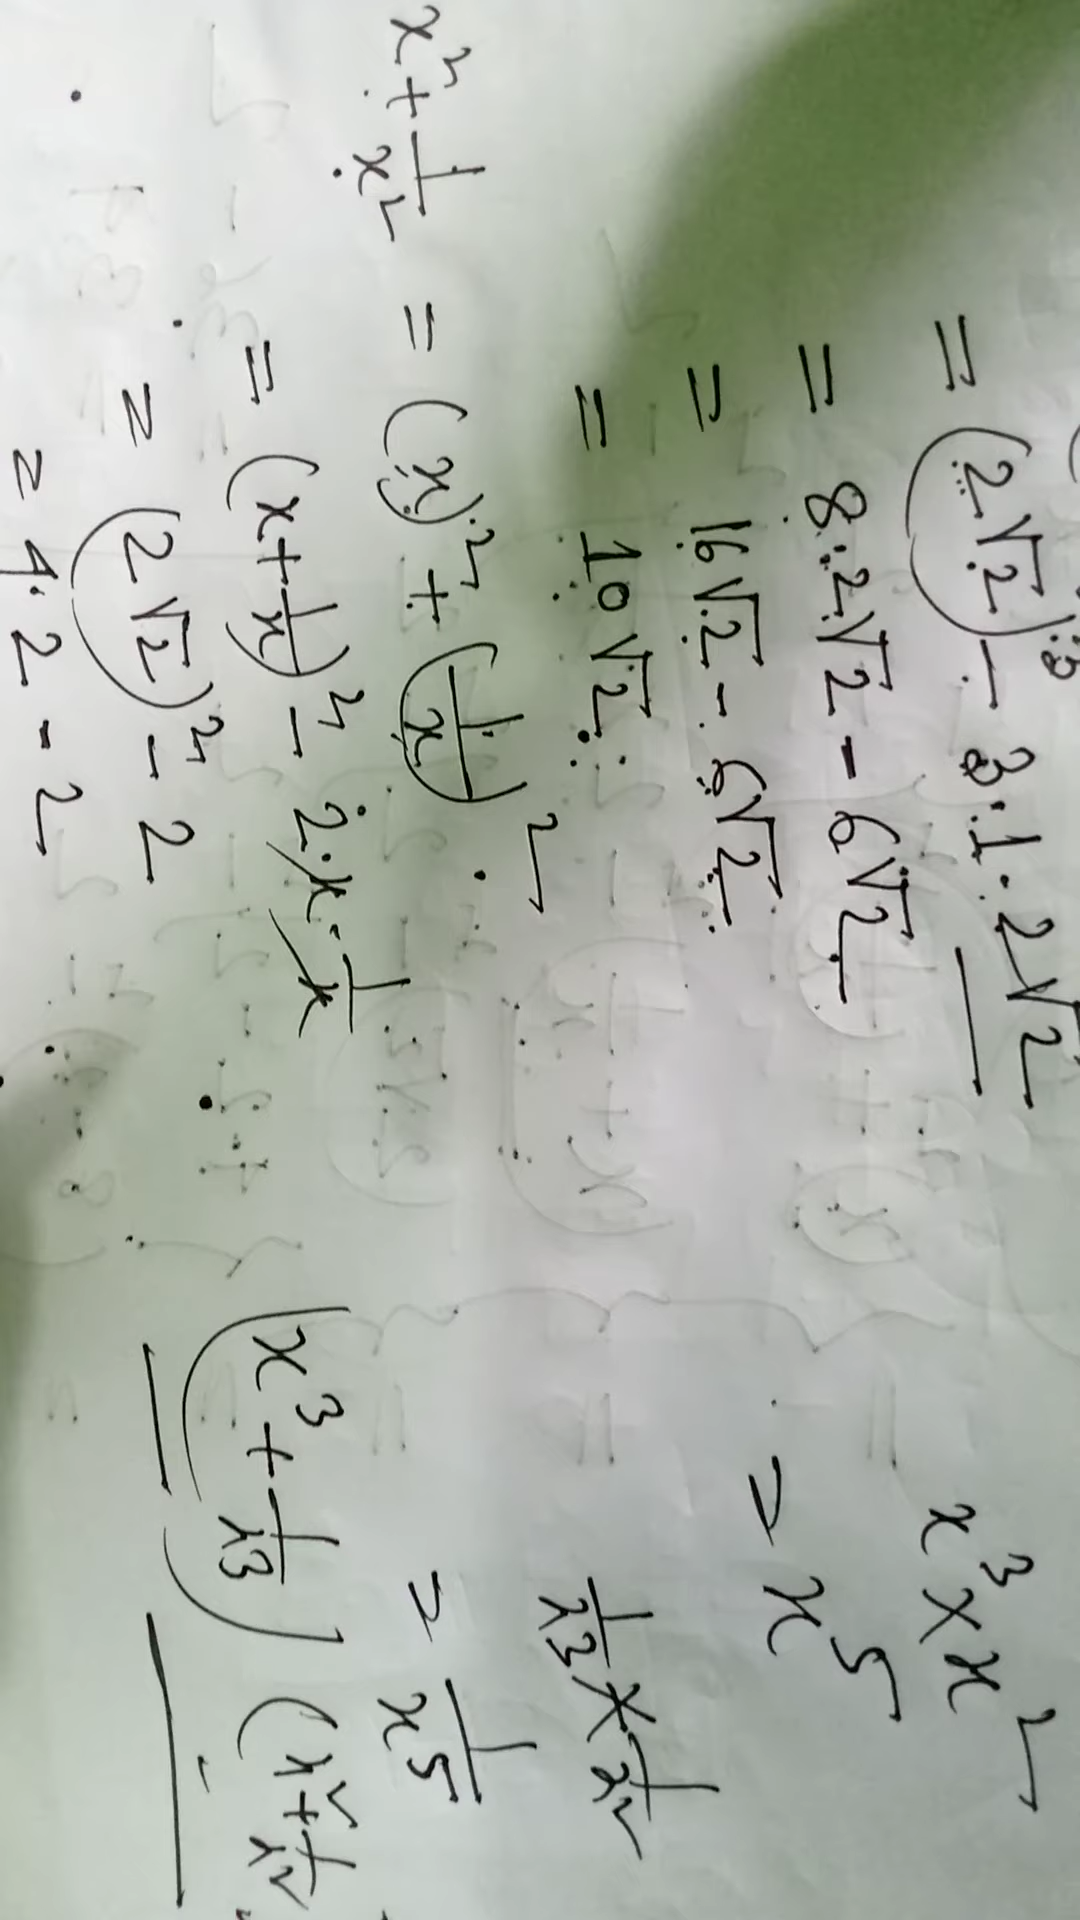 = (2√2)³ - 3·1·2√2
= 8·2√2 - 6√2
= 16√2 - 6√2
= 10√2
x² + 1/x² = (x)² + (1/x)²
= (x + 1/x)² - 2·x·1/x
= (2√2)² - 2
= 4·2 - 2
x³ × x²
= x⁵
1/x³ × 1/x²
= 1/x⁵
(x³ + 1/x³) (x² + 1/x²